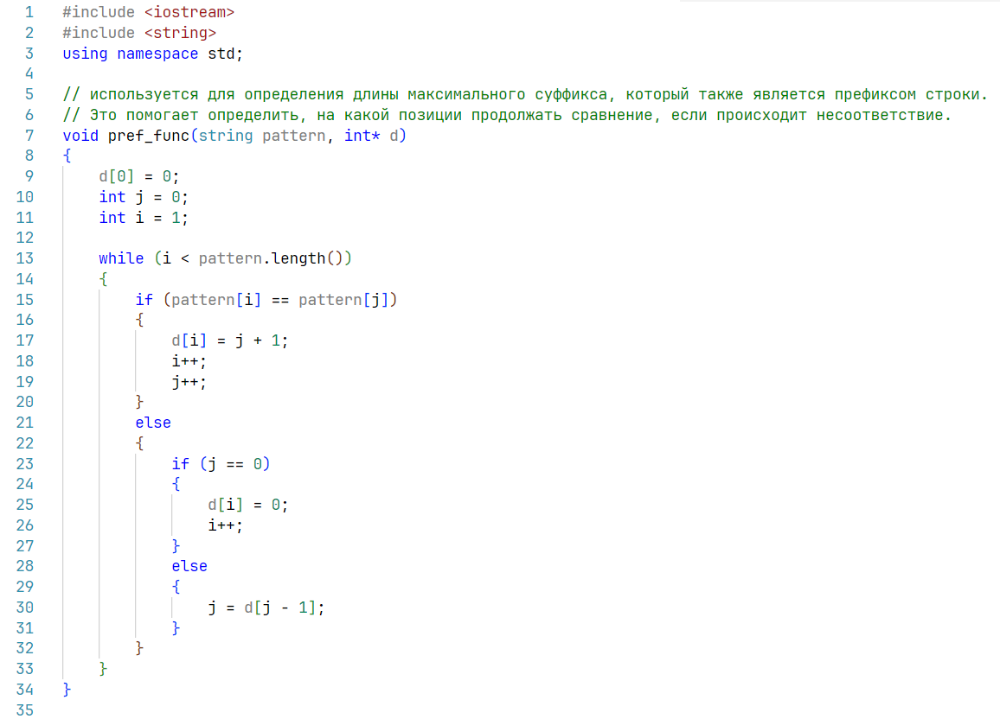 1 #include <iostream>
2 #include <string>
3 using namespace std;
4
5 // используется для определения длины максимального суффикса, который также является префиксом строки.
6 // Это помогает определить, на какой позиции продолжать сравнение, если происходит несоответствие.
7 void pref_func(string pattern, int* d)
8 {
9     d[0] = 0;
10     int j = 0;
11     int i = 1;
12
13     while (i < pattern.length())
14     {
15         if (pattern[i] == pattern[j])
16         {
17             d[i] = j + 1;
18             i++;
19             j++;
20         }
21         else
22         {
23             if (j == 0)
24             {
25                 d[i] = 0;
26                 i++;
27             }
28             else
29             {
30                 j = d[j - 1];
31             }
32         }
33     }
34 }
35